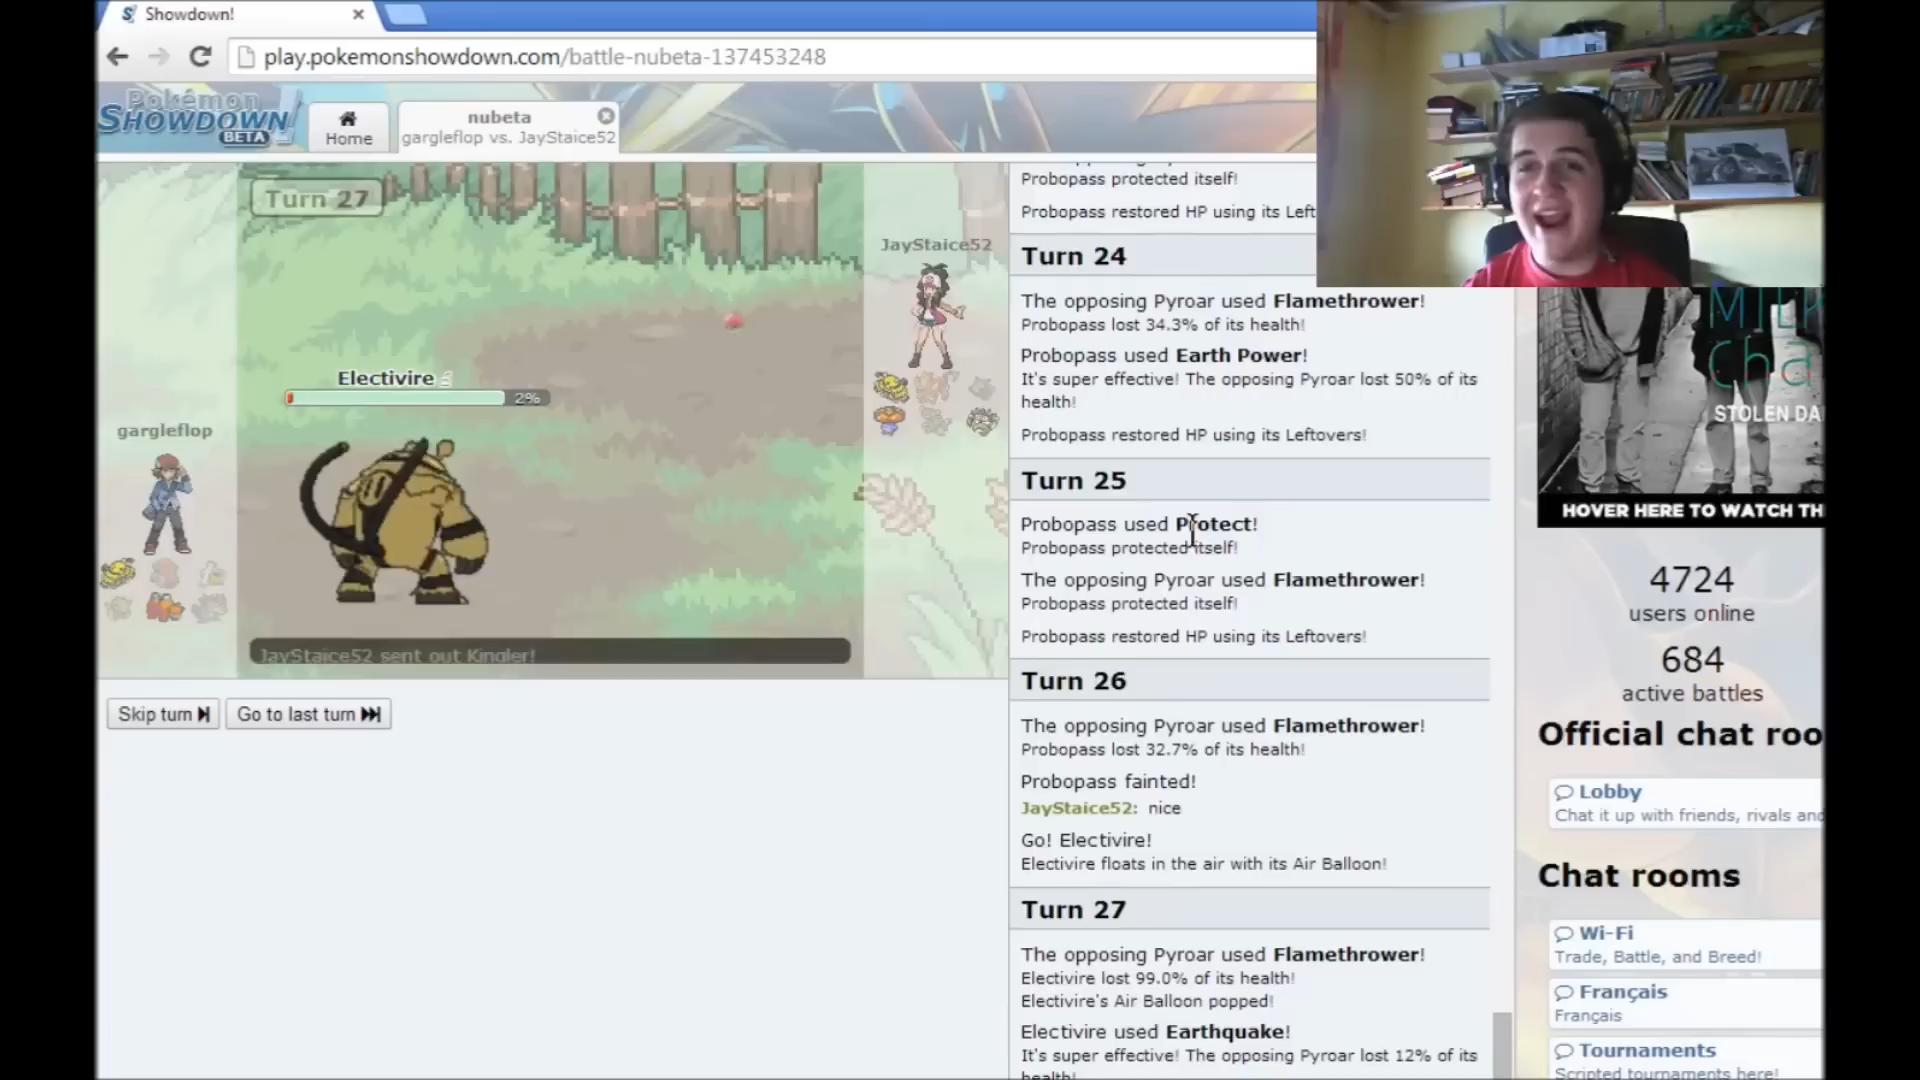 Showdown!
play.pokemonshowdown.com/battle-nubeta-137453248
Pokémon
SHOWDOWN
BETA
Home
nubeta
gargleflop vs. JayStaice52
Turn 27
JayStaice52
Electivire
2%
gargleflop
JayStaice52 sent out Kingler!
Skip turn
Go to last turn
Probopass protected itself!
Probopass restored HP using its Left
Turn 24
The opposing Pyroar used Flamethrower!
Probopass lost 34.3% of its health!
Probopass used Earth Power!
It's super effective! The opposing Pyroar lost 50% of its
health!
Probopass restored HP using its Leftovers!
Turn 25
Probopass used Protect!
Probopass protected itself!
The opposing Pyroar used Flamethrower!
Probopass protected itself!
Probopass restored HP using its Leftovers!
Turn 26
The opposing Pyroar used Flamethrower!
Probopass lost 32.7% of its health!
Probopass fainted!
JayStaice52: nice
Go! Electivire!
Electivire floats in the air with its Air Balloon!
Turn 27
The opposing Pyroar used Flamethrower!
Electivire lost 99.0% of its health!
Electivire's Air Balloon popped!
Electivire used Earthquake!
It's super effective! The opposing Pyroar lost 12% of its
health!
MILK
Cha
STOLEN DA
HOVER HERE TO WATCH TH
4724
users online
684
active battles
Official chat roo
Lobby
Chat it up with friends, rivals and
Chat rooms
Wi-Fi
Trade, Battle, and Breed!
Français
Français
Tournaments
Scripted tournaments here!